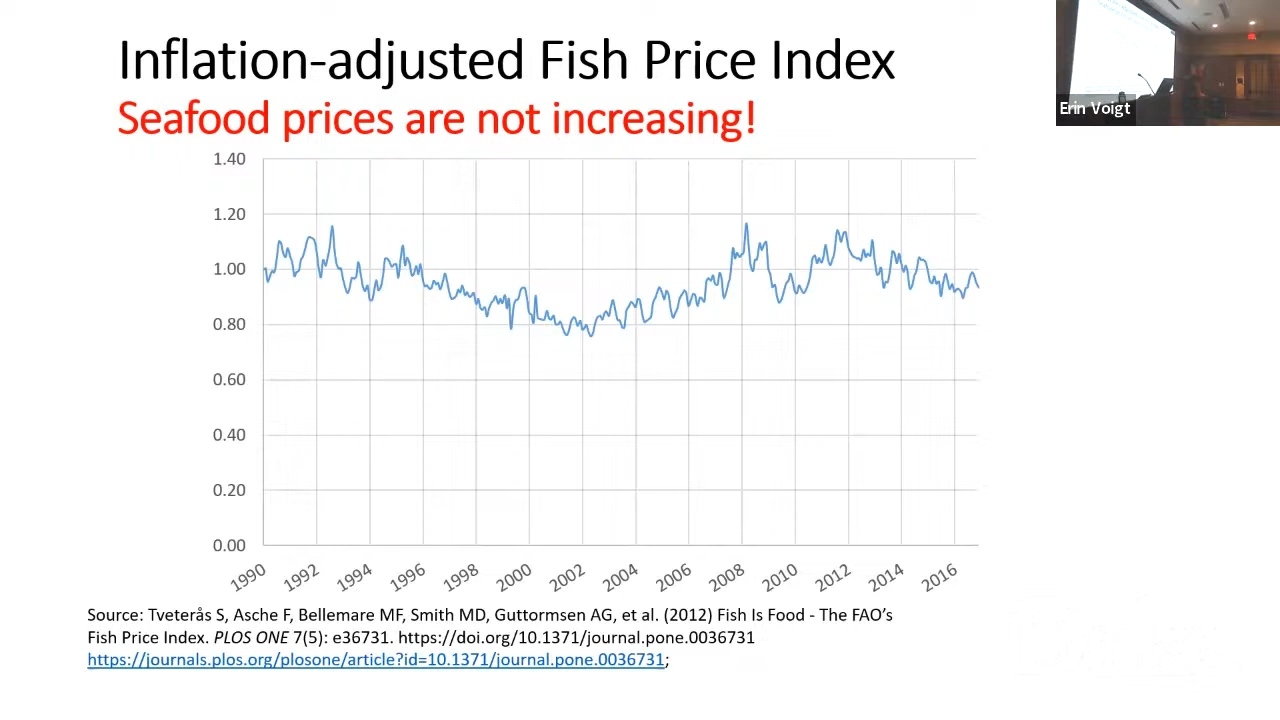 Inflation-adjusted Fish Price Index
Seafood prices are not increasing!
Erin Voigt
1.40
1.20
1.00
0.80
0.60
0.40
0.20
0.00
1990 1992 1994 1996 1998 2000 2002 2004 2006 2008 2010 2012 2014 2016
Source: Tveterås S, Asche F, Bellemare MF, Smith MD, Guttormsen AG, et al. (2012) Fish Is Food - The FAO’s
Fish Price Index. PLOS ONE 7(5): e36731. https://doi.org/10.1371/journal.pone.0036731
https://journals.plos.org/plosone/article?id=10.1371/journal.pone.0036731;